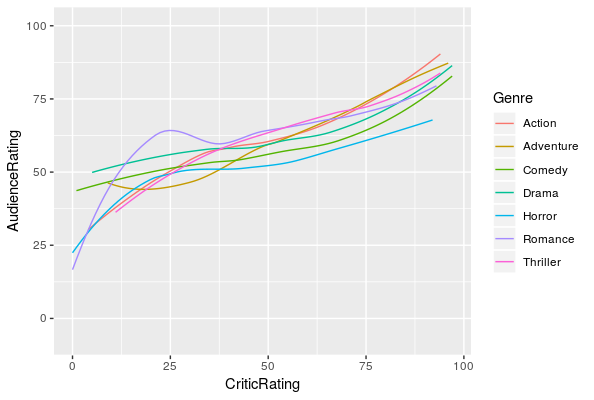 100
75
50
25
0
0
25
50
75
100
CriticRating
AudienceRating
Genre
Action
Adventure
Comedy
Drama
Horror
Romance
Thriller